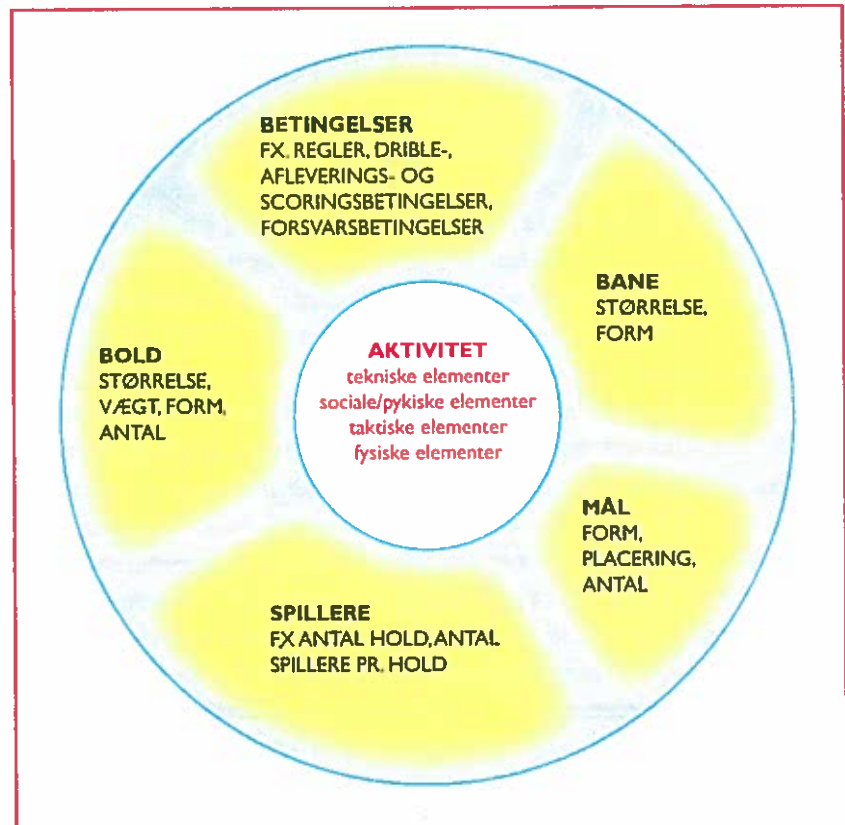 BETINGELSER
FX. REGLER, DRIBLE-,
AFLEVERINGS- OG
SCORINGSBETINGELSER,
FORSVARSBETINGELSER
BANE
STØRRELSE,
FORM
MÅL
FORM,
PLACERING,
ANTAL
SPILLERE
FX ANTAL HOLD, ANTAL
SPILLERE PR. HOLD
BOLD
STØRRELSE,
VÆGT, FORM,
ANTAL
AKTIVITET
tekniske elementer
sociale/pykiske elementer
taktiske elementer
fysiske elementer